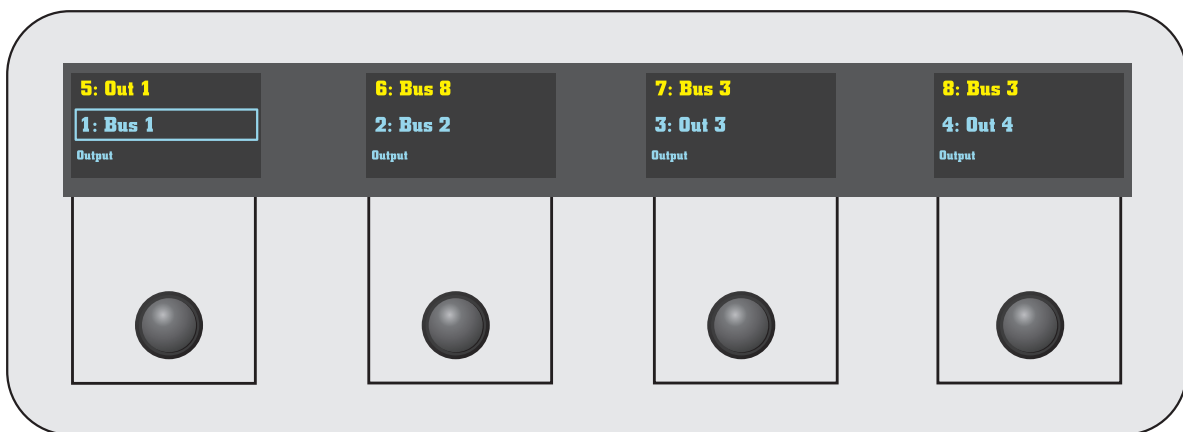 5: Out 1
1: Bus 1
Output
6: Bus 8
2: Bus 2
Output
7: Bus 3
3: Out 3
Output
8: Bus 3
4: Out 4
Output